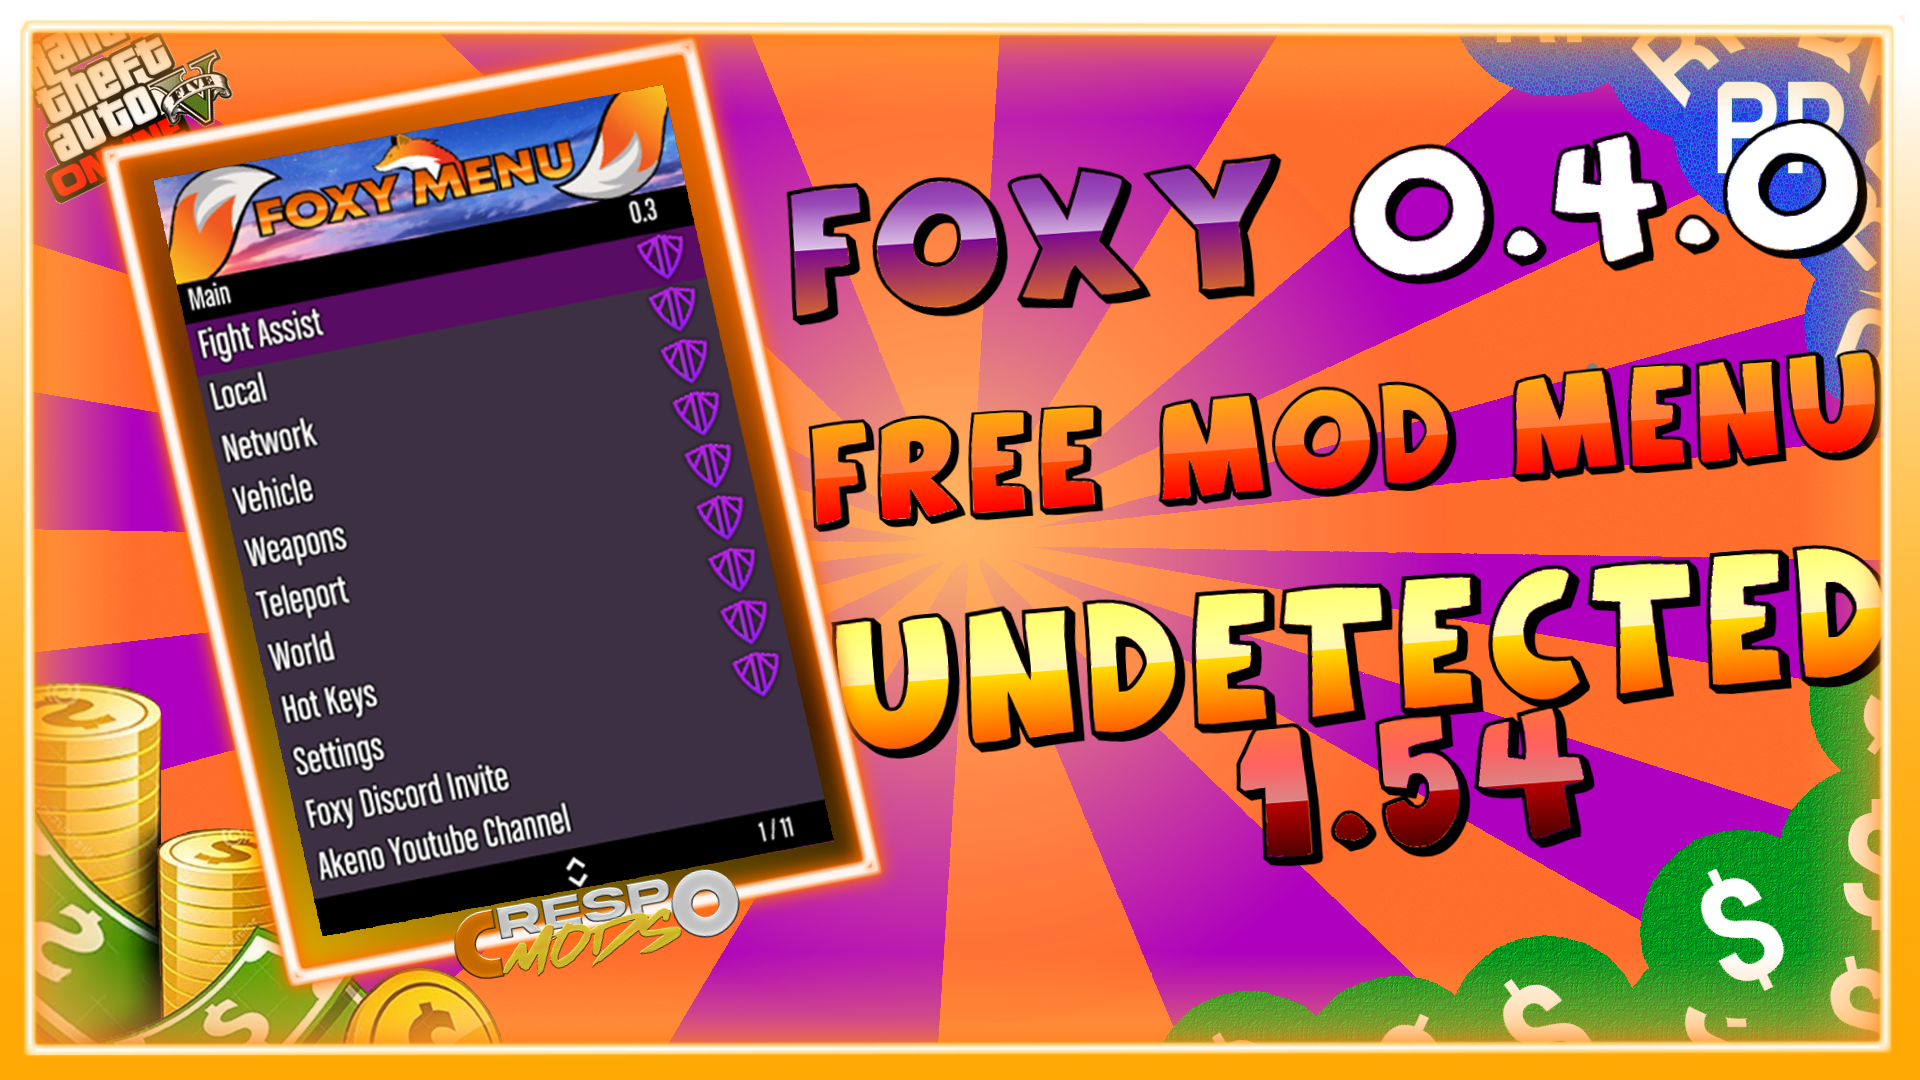 grand
theft
auto
FIVE
ONLINE
FOXY MENU
0.3
Main
Fight Assist
Local
Network
Vehicle
Weapons
Teleport
World
Hot Keys
Settings
Foxy Discord Invite
Akeno Youtube Channel
1 / 11
CRESPO
MODS
FOXY 0.4.0
FREE MOD MENU
UNDETECTED
1.54
RP
$
$
$